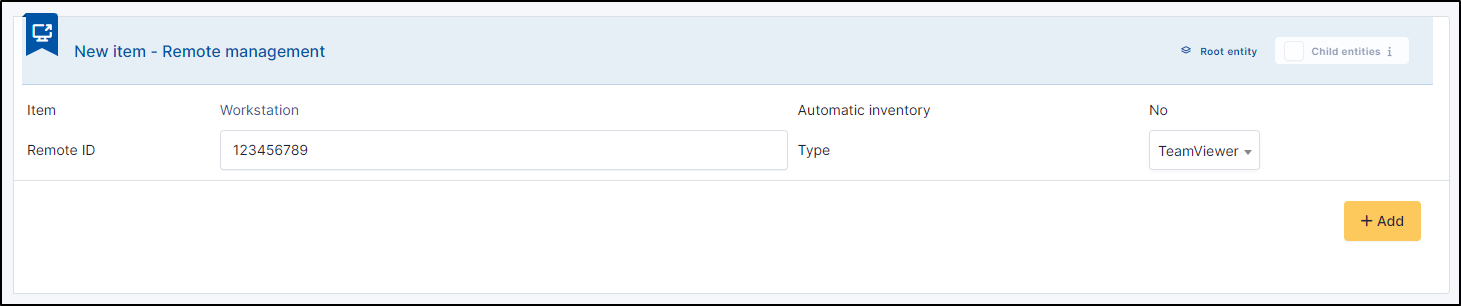 New item - Remote management
Root entity
Child entities i
Item Workstation Automatic inventory No
Remote ID 123456789 Type TeamViewer
+ Add